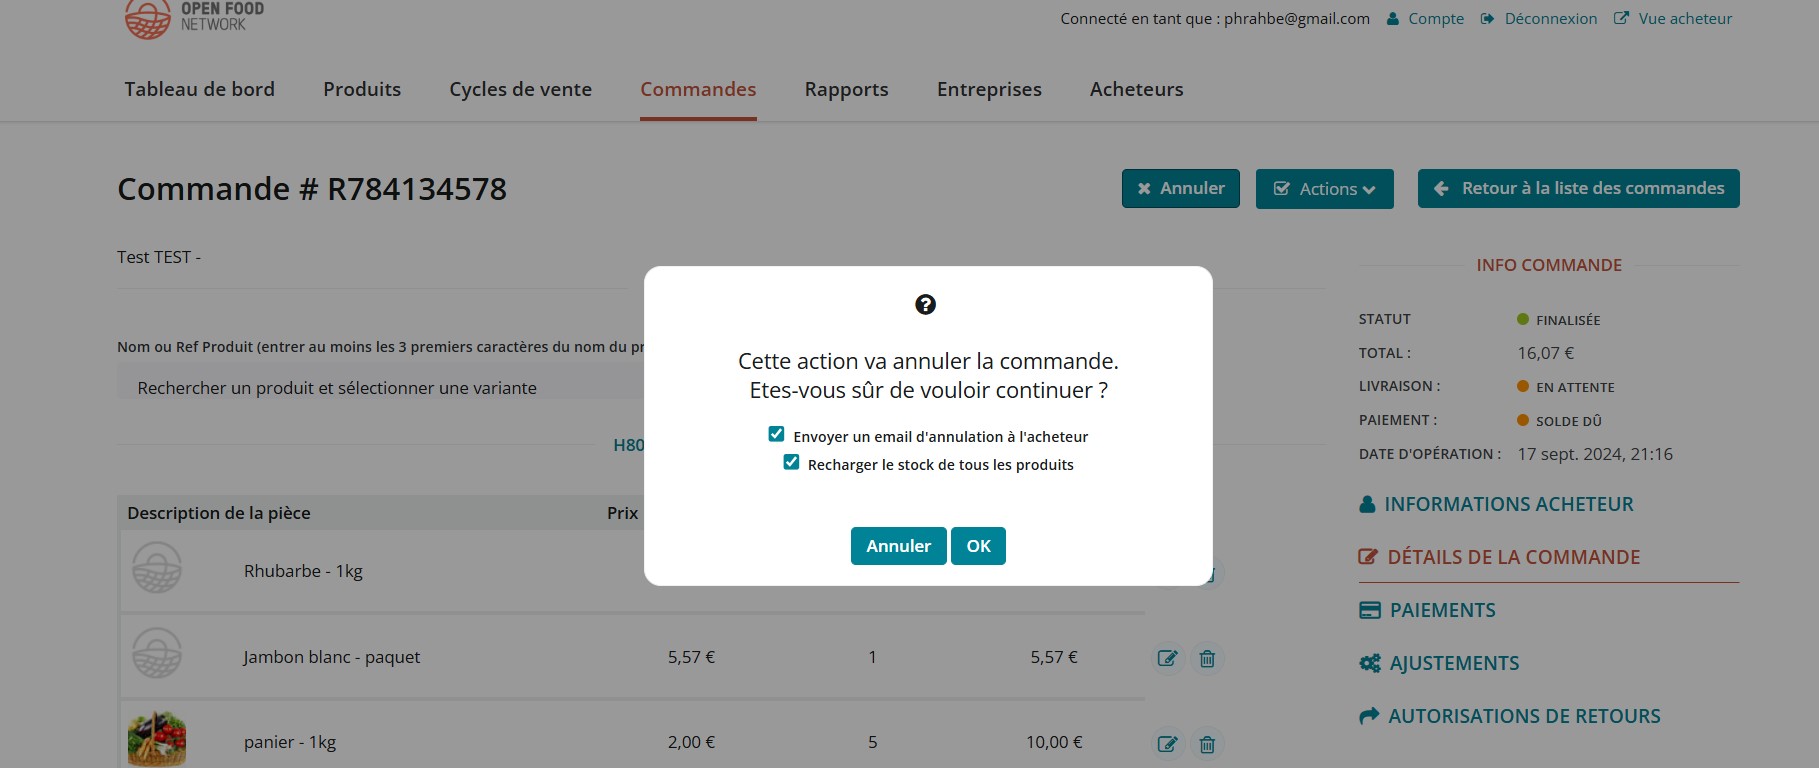 OPEN FOOD
NETWORK
Connecté en tant que : phrahbe@gmail.com Compte Déconnexion Vue acheteur
Tableau de bord Produits Cycles de vente Commandes Rapports Entreprises Acheteurs
Commande # R784134578
Annuler Actions Retour à la liste des commandes
Test TEST -
Nom ou Ref Produit (entrer au moins les 3 premiers caractères du nom du pr
Rechercher un produit et sélectionner une variante
H80
Description de la pièce Prix
Rhubarbe - 1kg
Jambon blanc - paquet 5,57 € 1 5,57 €
panier - 1kg 2,00 € 5 10,00 €
Cette action va annuler la commande.
Etes-vous sûr de vouloir continuer ?
Envoyer un email d'annulation à l'acheteur
Recharger le stock de tous les produits
Annuler OK
INFO COMMANDE
STATUT FINALISÉE
TOTAL : 16,07 €
LIVRAISON : EN ATTENTE
PAIEMENT : SOLDE DÛ
DATE D'OPÉRATION : 17 sept. 2024, 21:16
INFORMATIONS ACHETEUR
DÉTAILS DE LA COMMANDE
PAIEMENTS
AJUSTEMENTS
AUTORISATIONS DE RETOURS